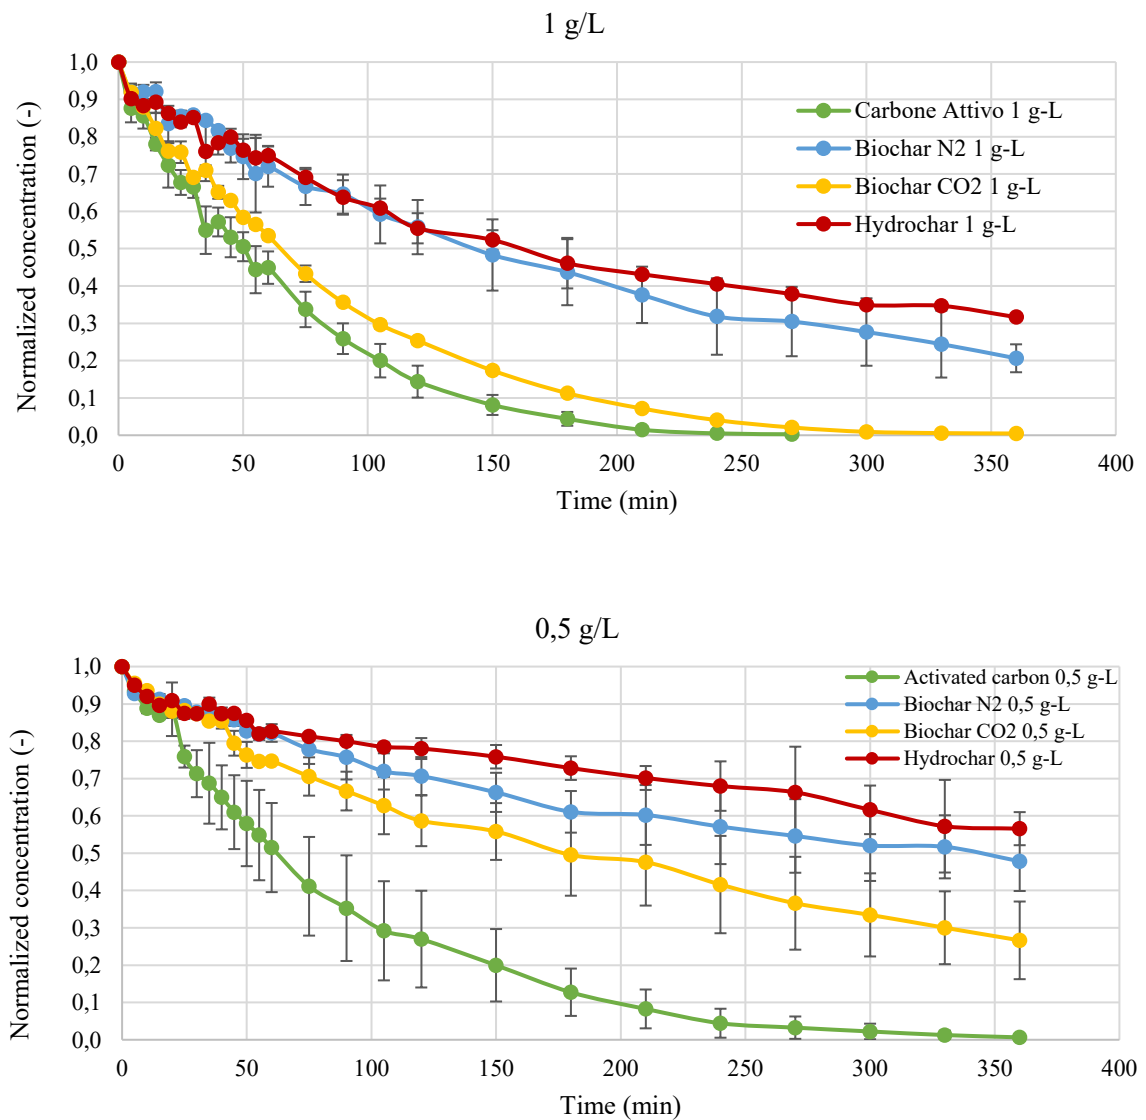 1 g/L
1,0
0,9
0,8
0,7
0,6
0,5
0,4
0,3
0,2
0,1
0,0
Normalized concentration (-)
Carbone Attivo 1 g-L
Biochar N2 1 g-L
Biochar CO2 1 g-L
Hydrochar 1 g-L
0 50 100 150 200 250 300 350 400
Time (min)
0,5 g/L
1,0
0,9
0,8
0,7
0,6
0,5
0,4
0,3
0,2
0,1
0,0
Normalized concentration (-)
Activated carbon 0,5 g-L
Biochar N2 0,5 g-L
Biochar CO2 0,5 g-L
Hydrochar 0,5 g-L
0 50 100 150 200 250 300 350 400
Time (min)